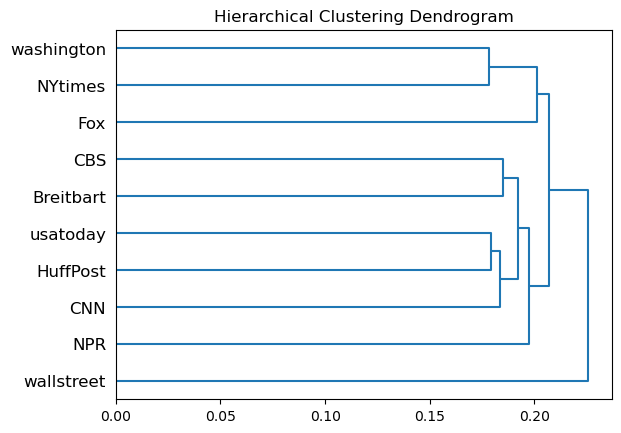 Hierarchical Clustering Dendrogram
washington
NYtimes
Fox
CBS
Breitbart
usatoday
HuffPost
CNN
NPR
wallstreet
0.00 0.05 0.10 0.15 0.20